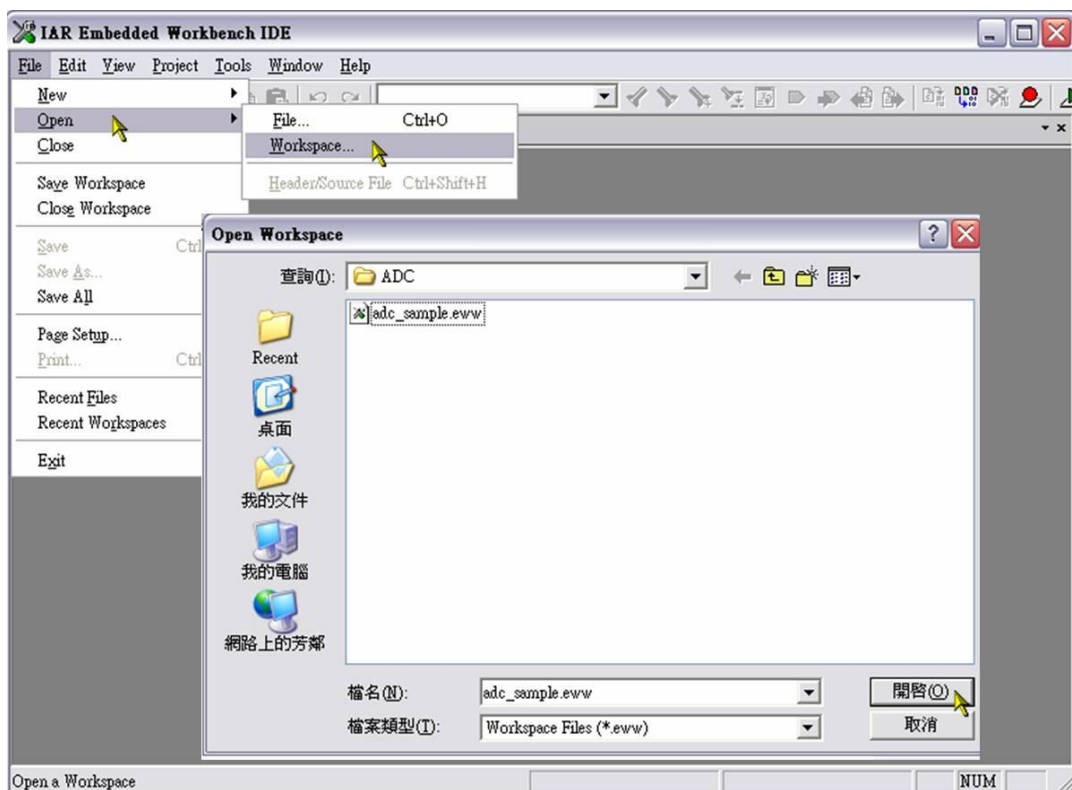 IAR Embedded Workbench IDE
File Edit View Project Tools Window Help
New
Open
Close
Save Workspace
Close Workspace
Save Ctrl
Save As...
Save All
Page Setup...
Print... Ctrl
Recent Files
Recent Workspaces
Exit
File... Ctrl+O
Workspace...
Header/Source File Ctrl+Shift+H
Open Workspace
查詢(I): ADC
adc_sample.eww
Recent
桌面
我的文件
我的電腦
網路上的芳鄰
檔名(N): adc_sample.eww 開啓(O)
檔案類型(T): Workspace Files (*.eww) 取消
Open a Workspace NUM